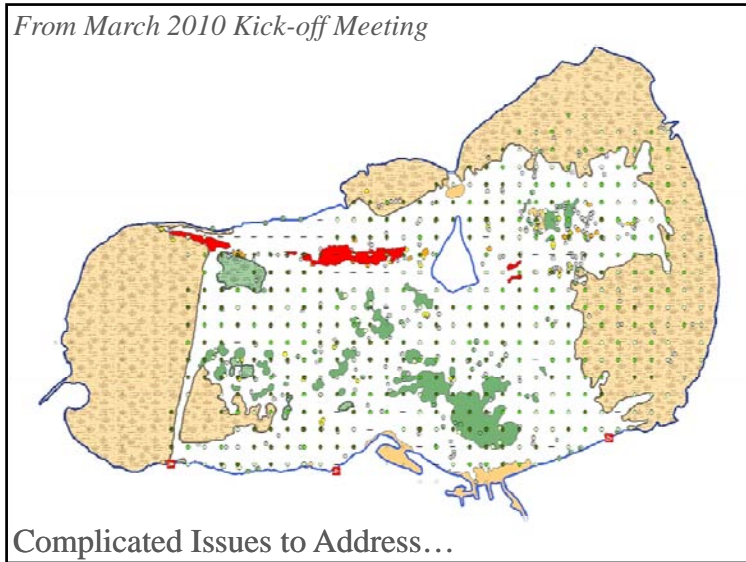 From March 2010 Kick-off Meeting
Complicated Issues to Address…